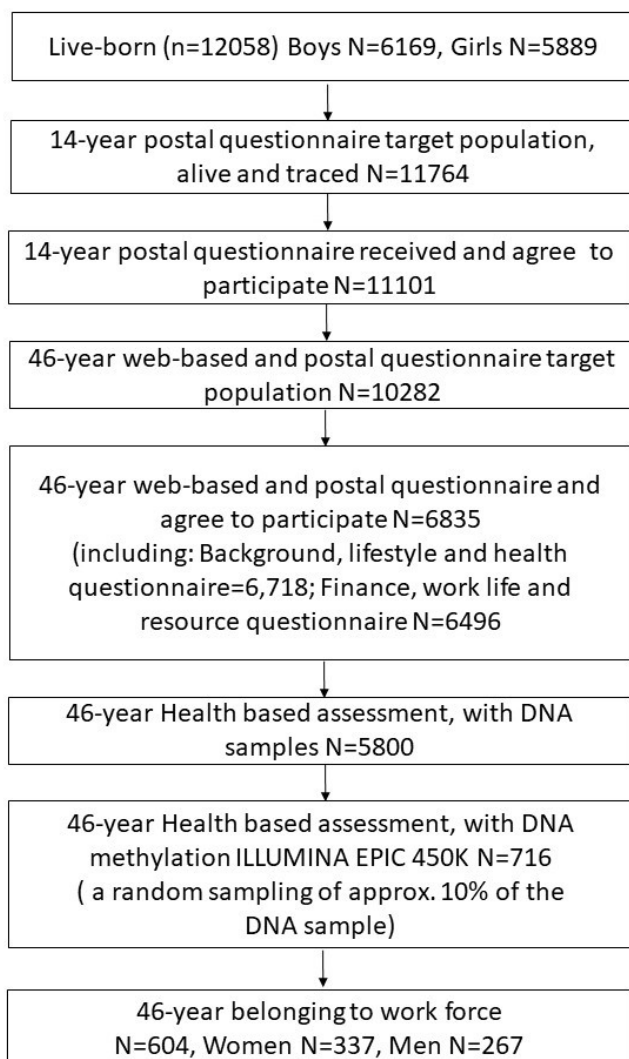 Live-born (n=12058) Boys N=6169, Girls N=5889
14-year postal questionnaire target population,
alive and traced N=11764
14-year postal questionnaire received and agree to
participate N=11101
46-year web-based and postal questionnaire target
population N=10282
46-year web-based and postal questionnaire and
agree to participate N=6835
(including: Background, lifestyle and health
questionnaire=6,718; Finance, work life and
resource questionnaire N=6496
46-year Health based assessment, with DNA
samples N=5800
46-year Health based assessment, with DNA
methylation ILLUMINA EPIC 450K N=716
( a random sampling of approx. 10% of the
DNA sample)
46-year belonging to work force
N=604, Women N=337, Men N=267